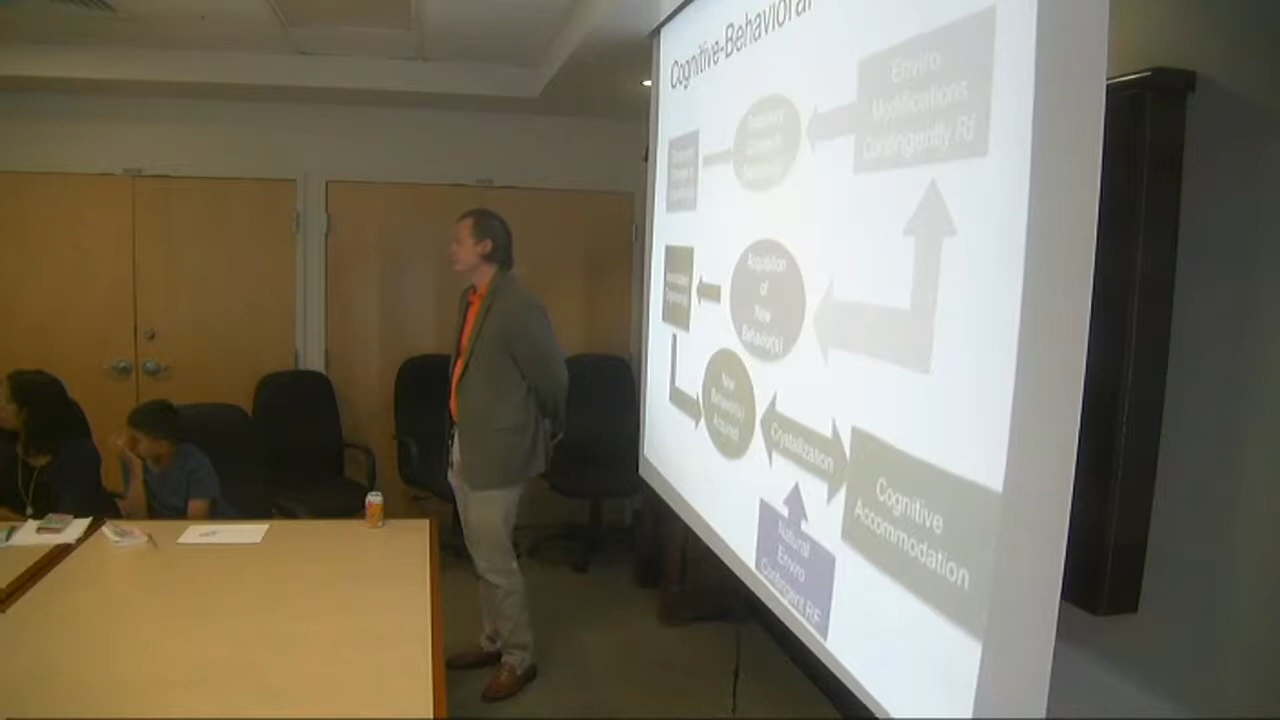 Cognitive-Behavioral
Enviro
Modifications
Contingently Rf
Acquisition
of
New
Behavior(s)
New
Behavior(s)
Acquired
Crystallization
Cognitive
Accommodation
Natural
Enviro
Contingent RF